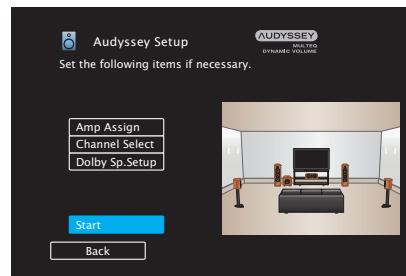 Audyssey Setup
AUDYSSEY
MULTEQ
DYNAMIC VOLUME
Set the following items if necessary.
Amp Assign
Channel Select
Dolby Sp.Setup
Start
Back